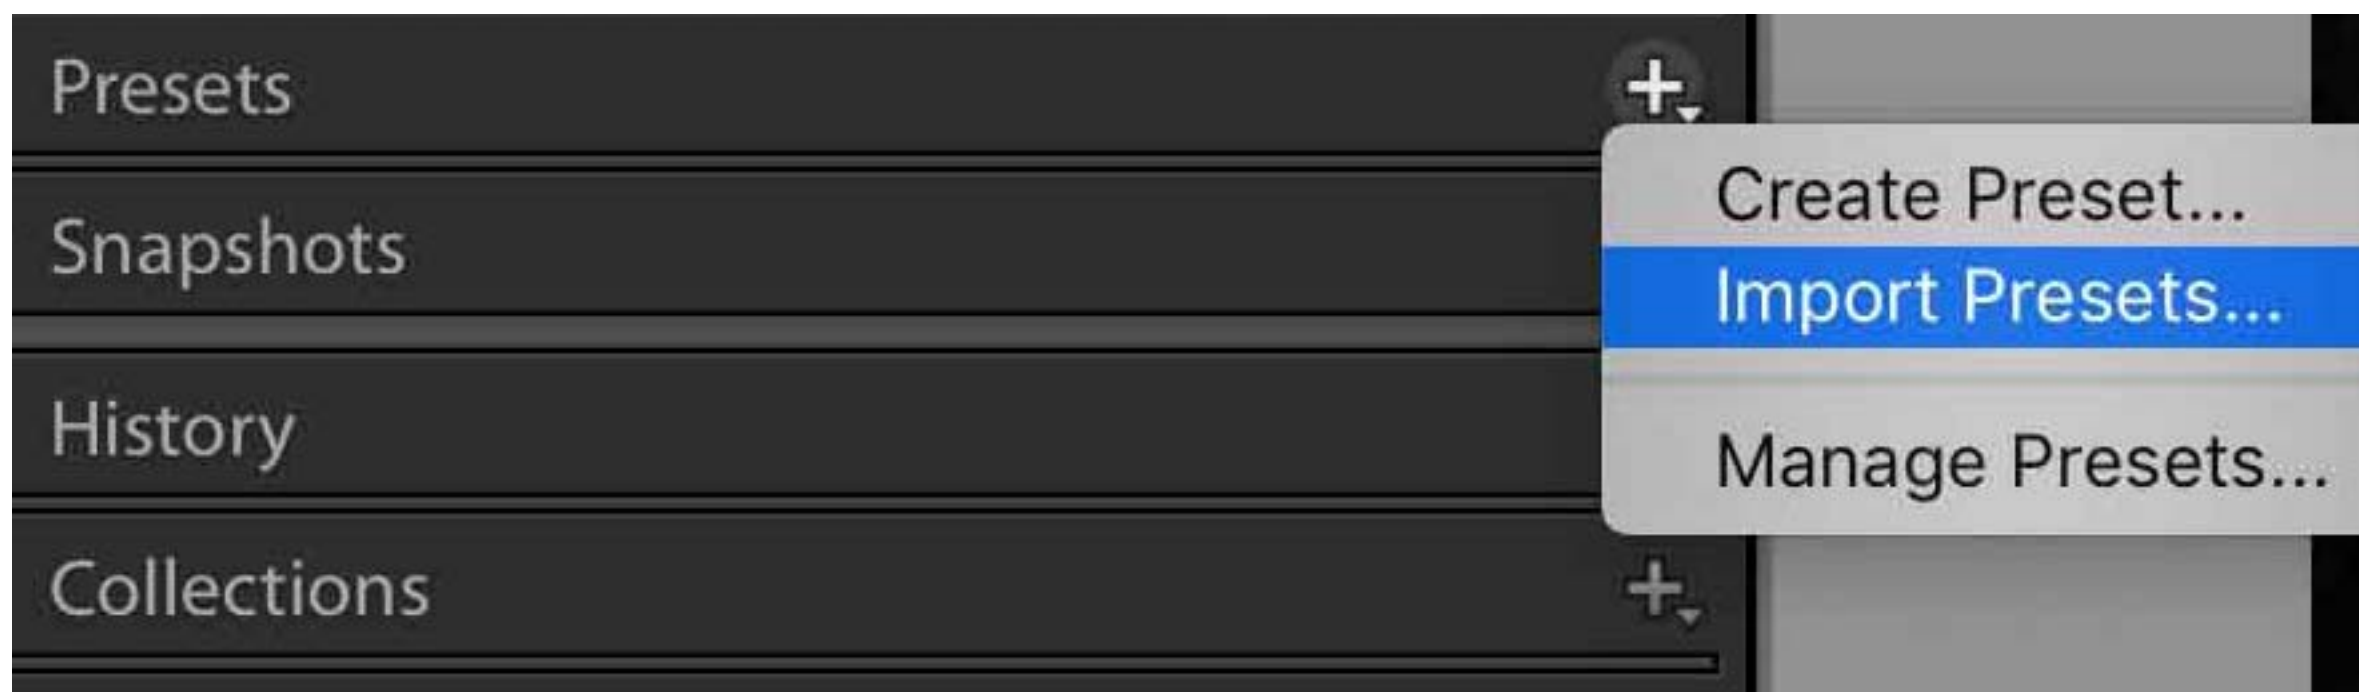 Presets
Create Preset...
Snapshots
Import Presets...
History
Manage Presets...
Collections